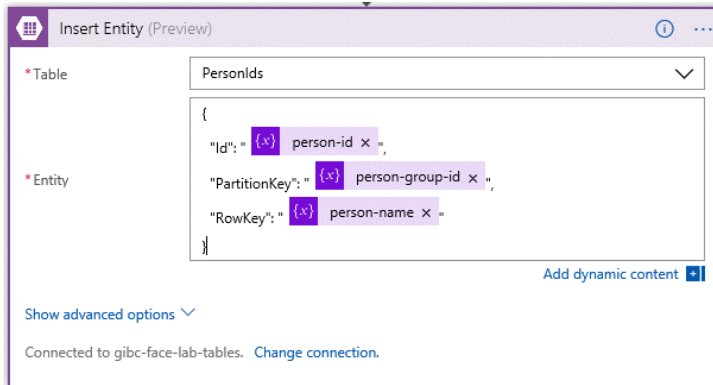 Insert Entity (Preview)
* Table
PersonIds
* Entity
{
"Id": " {x} person-id × ",
"PartitionKey": " {x} person-group-id × ",
"RowKey": " {x} person-name × "
}
Add dynamic content
Show advanced options
Connected to gibc-face-lab-tables. Change connection.